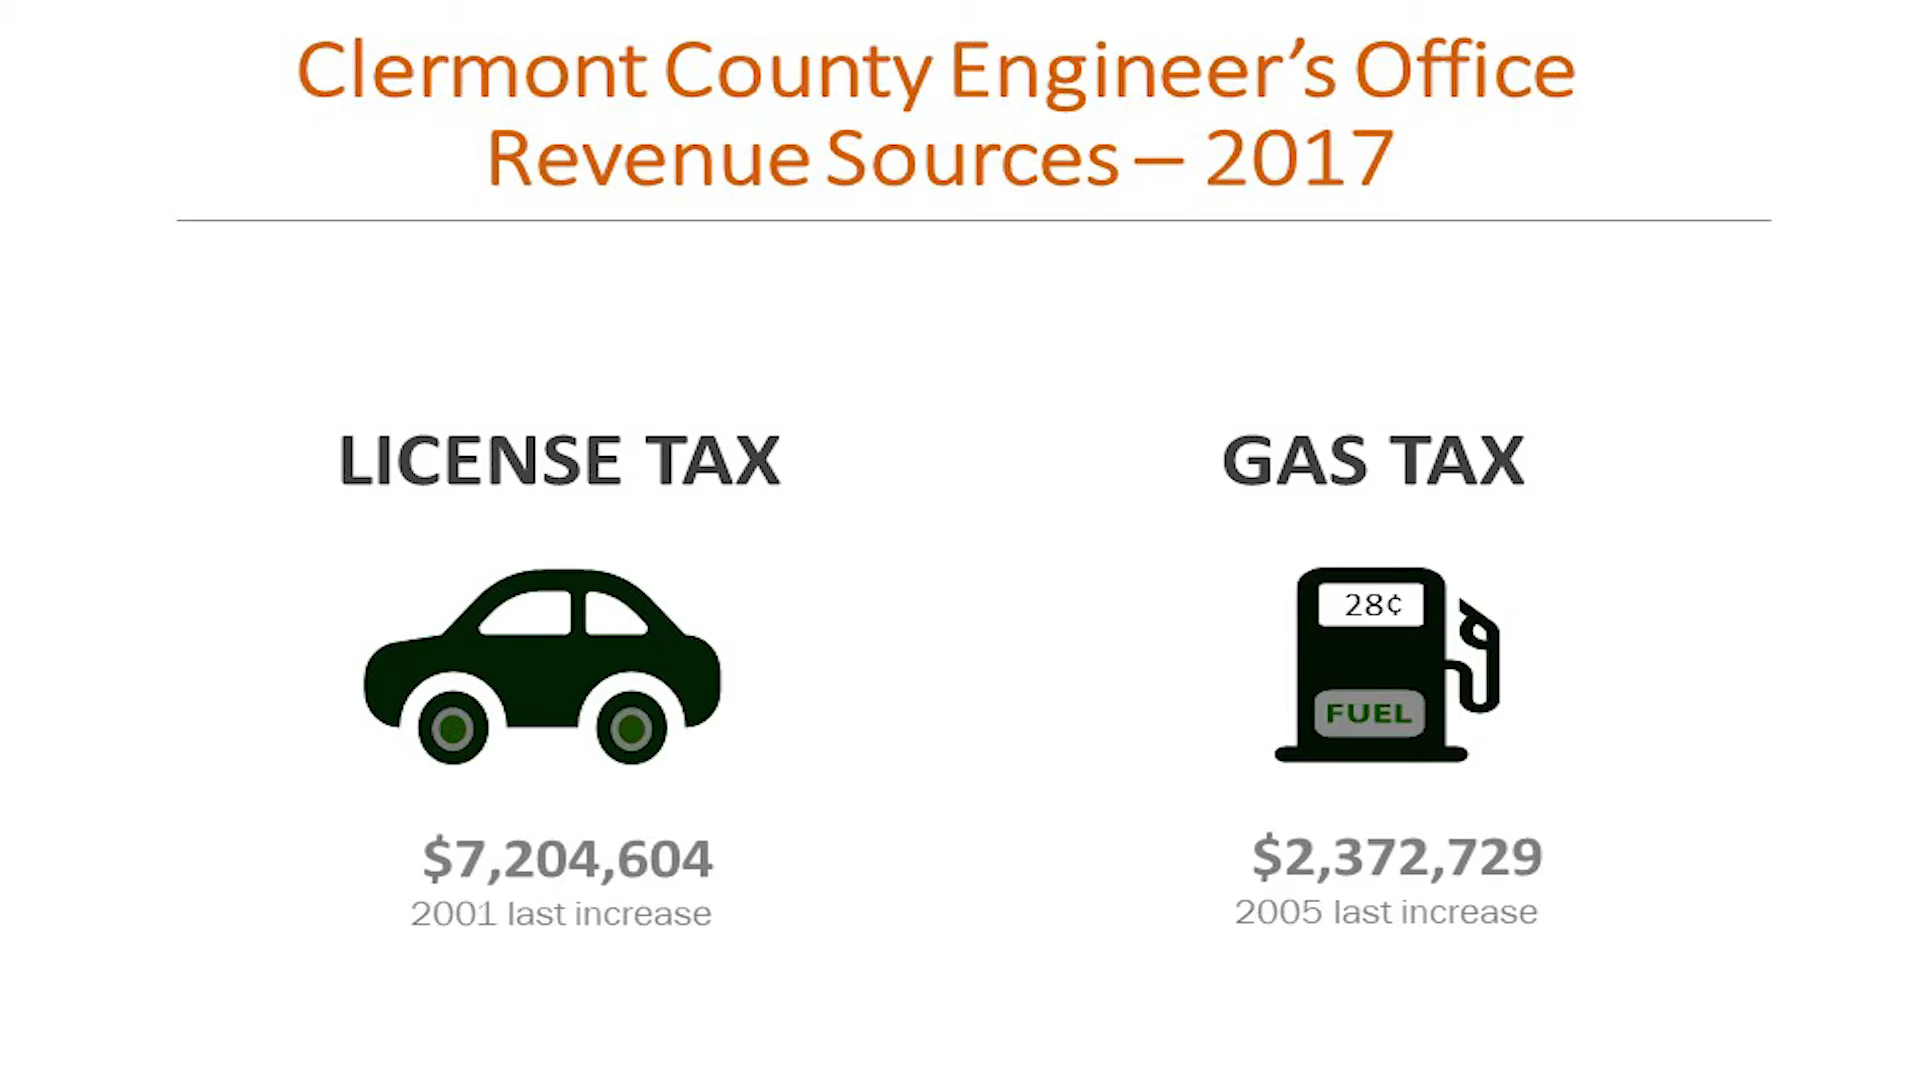 Clermont County Engineer’s Office
Revenue Sources – 2017
LICENSE TAX
GAS TAX
28¢
FUEL
$7,204,604
2001 last increase
$2,372,729
2005 last increase